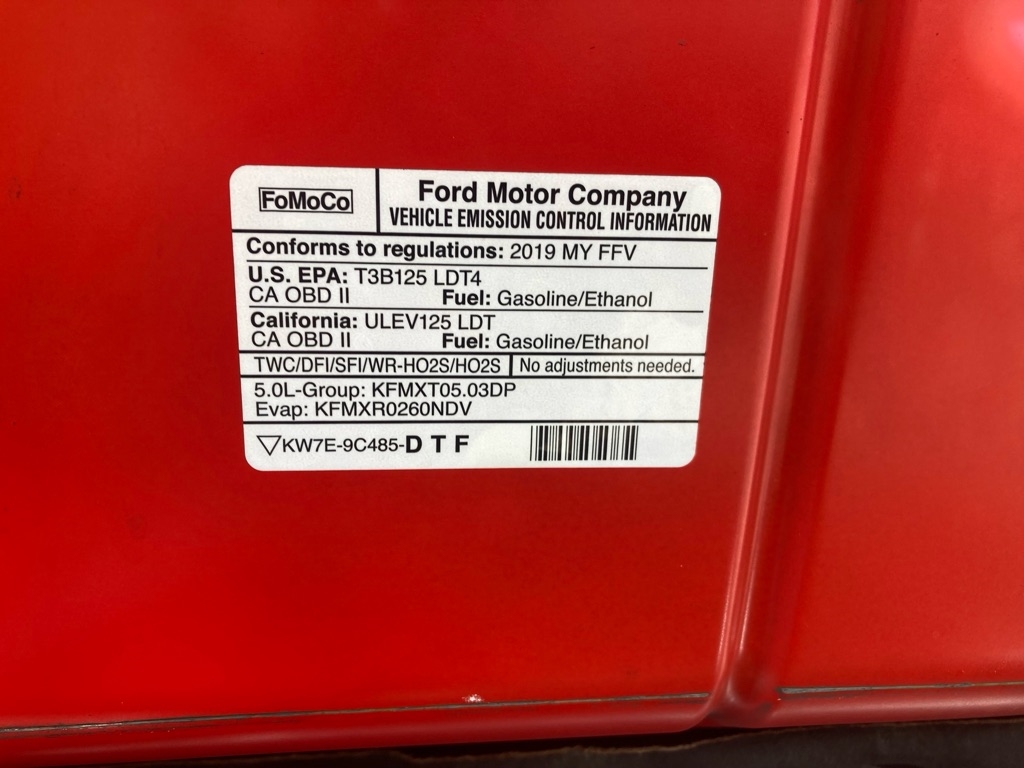 FoMoCo
Ford Motor Company
VEHICLE EMISSION CONTROL INFORMATION
Conforms to regulations: 2019 MY FFV
U.S. EPA: T3B125 LDT4
CA OBD II Fuel: Gasoline/Ethanol
California: ULEV125 LDT
CA OBD II Fuel: Gasoline/Ethanol
TWC/DFI/SFI/WR-HO2S/HO2S No adjustments needed.
5.0L-Group: KFMXT05.03DP
Evap: KFMXR0260NDV
KW7E-9C485-D T F